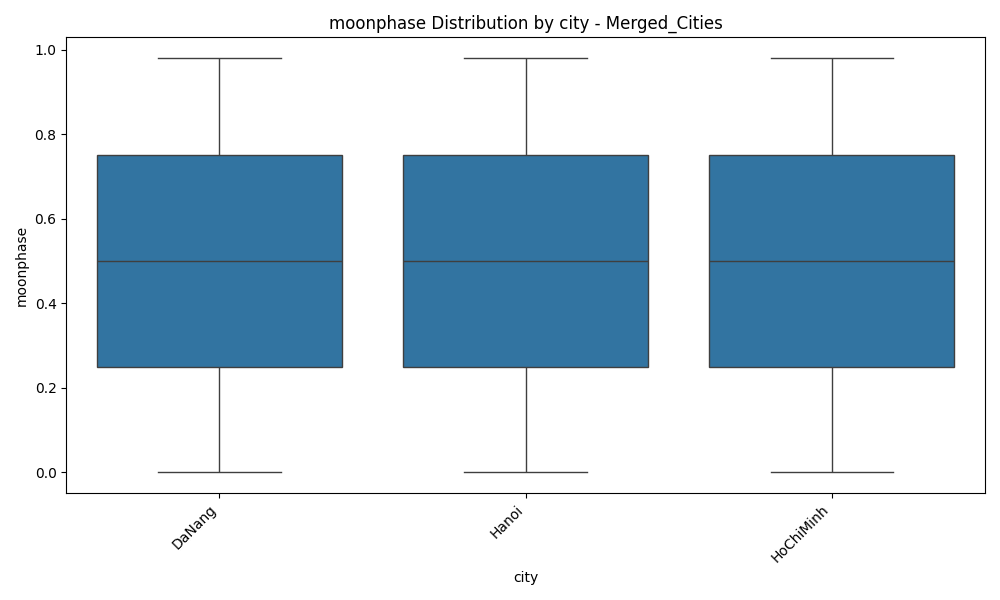 moonphase Distribution by city - Merged_Cities
1.0
0.8
0.6
0.4
0.2
0.0
moonphase
DaNang
Hanoi
HoChiMinh
city